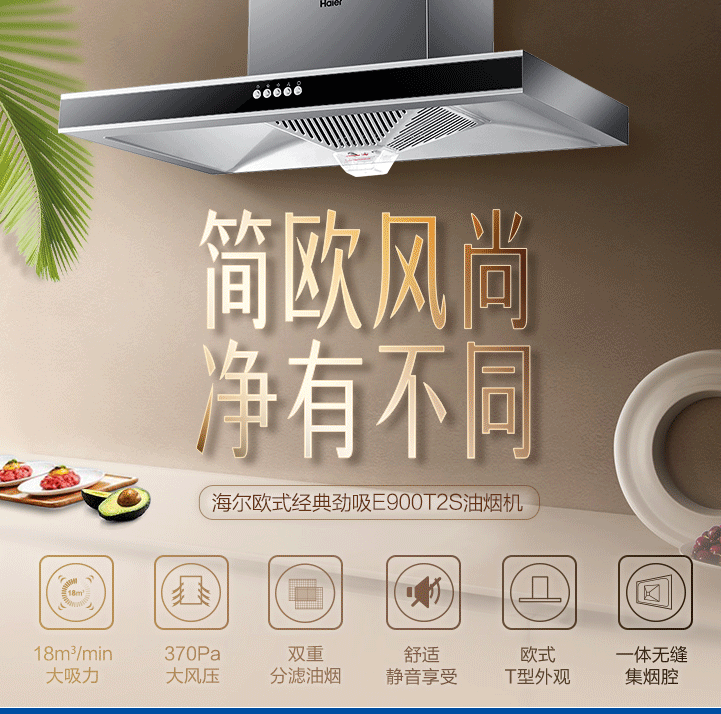 Haier
简欧风尚
净有不同
海尔欧式经典劲吸E900T2S油烟机
18m³
18m³/min
大吸力
370Pa
大风压
双重
分滤油烟
舒适
静音享受
欧式
T型外观
一体无缝
集烟腔